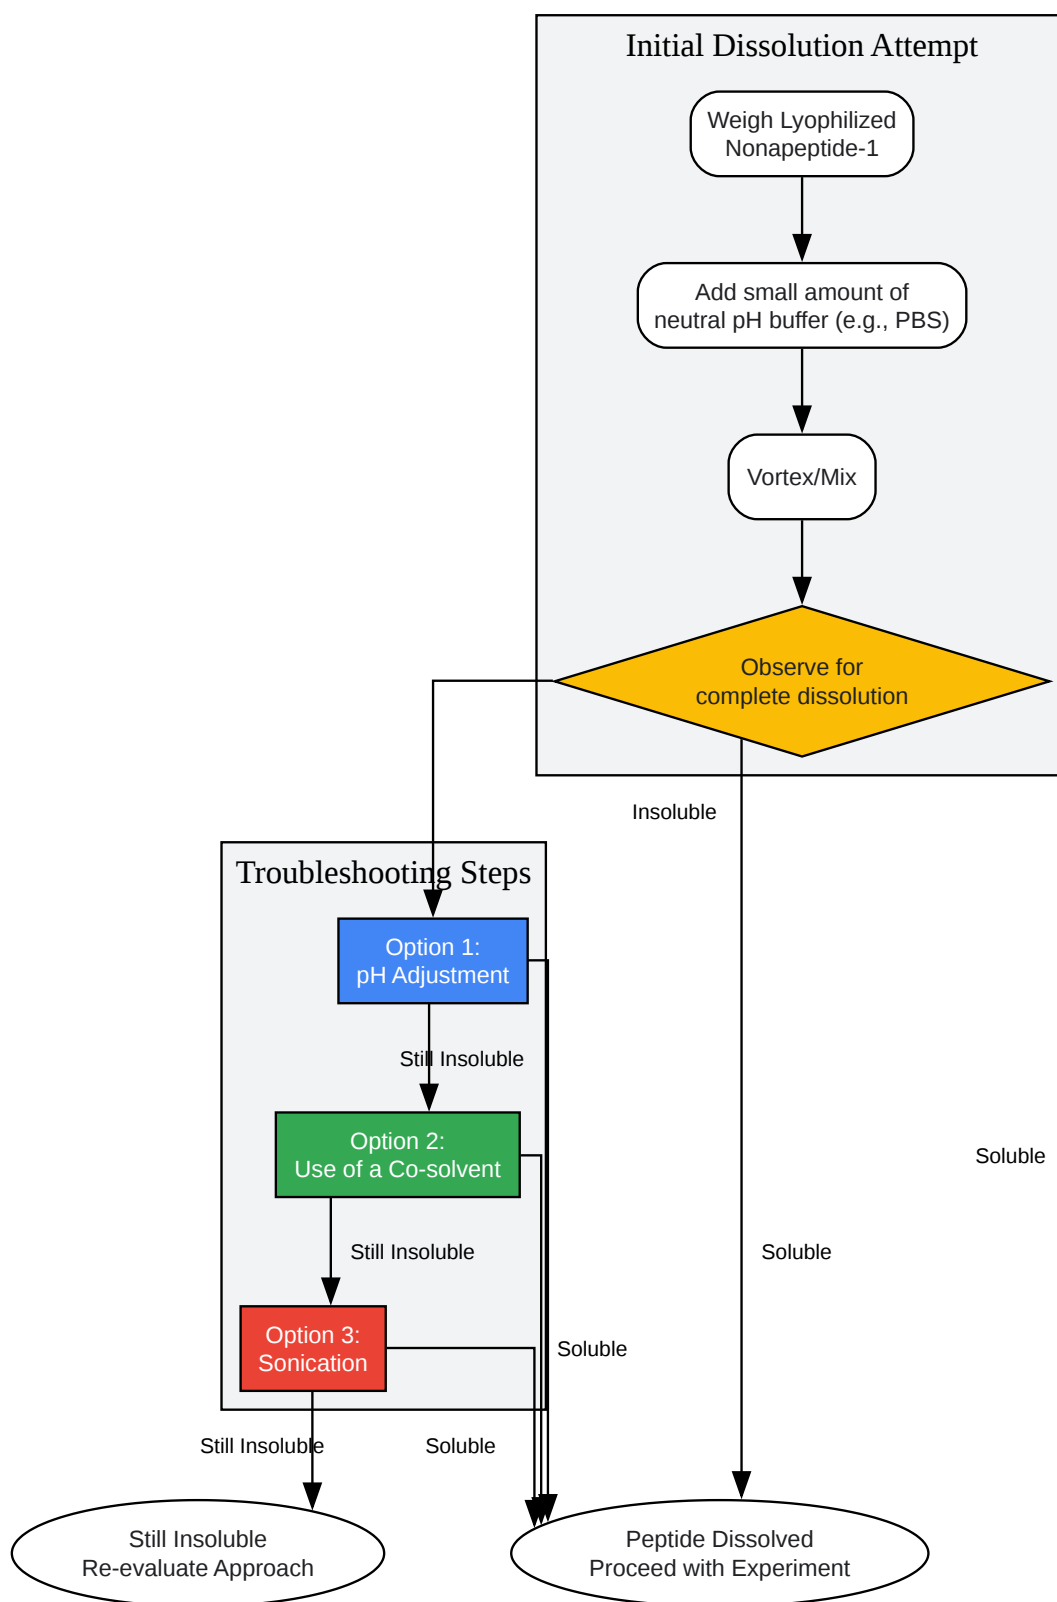 Initial Dissolution Attempt
Weigh Lyophilized
Nonapeptide-1
Add small amount of
neutral pH buffer (e.g., PBS)
Vortex/Mix
Observe for
complete dissolution
Insoluble
Troubleshooting Steps
Option 1:
pH Adjustment
Still Insoluble
Option 2:
Use of a Co-solvent
Soluble
Still Insoluble
Soluble
Option 3:
Sonication
Soluble
Still Insoluble
Soluble
Still Insoluble
Re-evaluate Approach
Peptide Dissolved
Proceed with Experiment